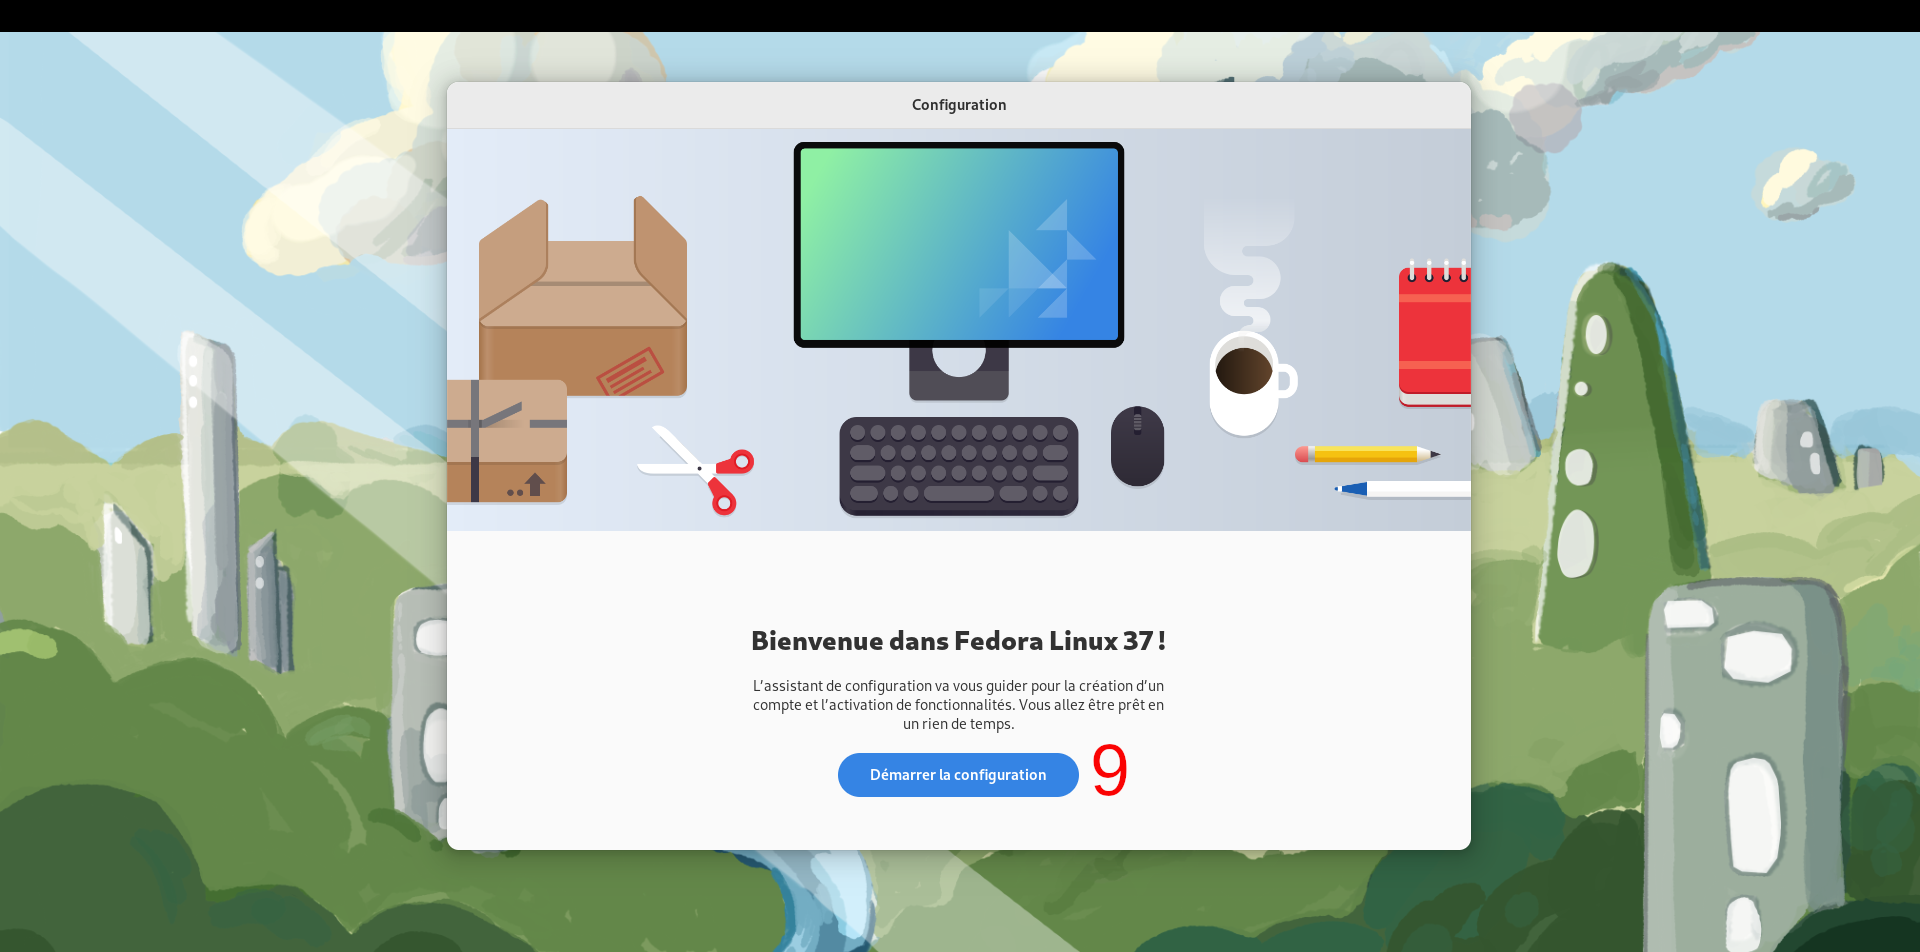 Configuration
Bienvenue dans Fedora Linux 37 !
L’assistant de configuration va vous guider pour la création d’un
compte et l’activation de fonctionnalités. Vous allez être prêt en
un rien de temps.
Démarrer la configuration
9